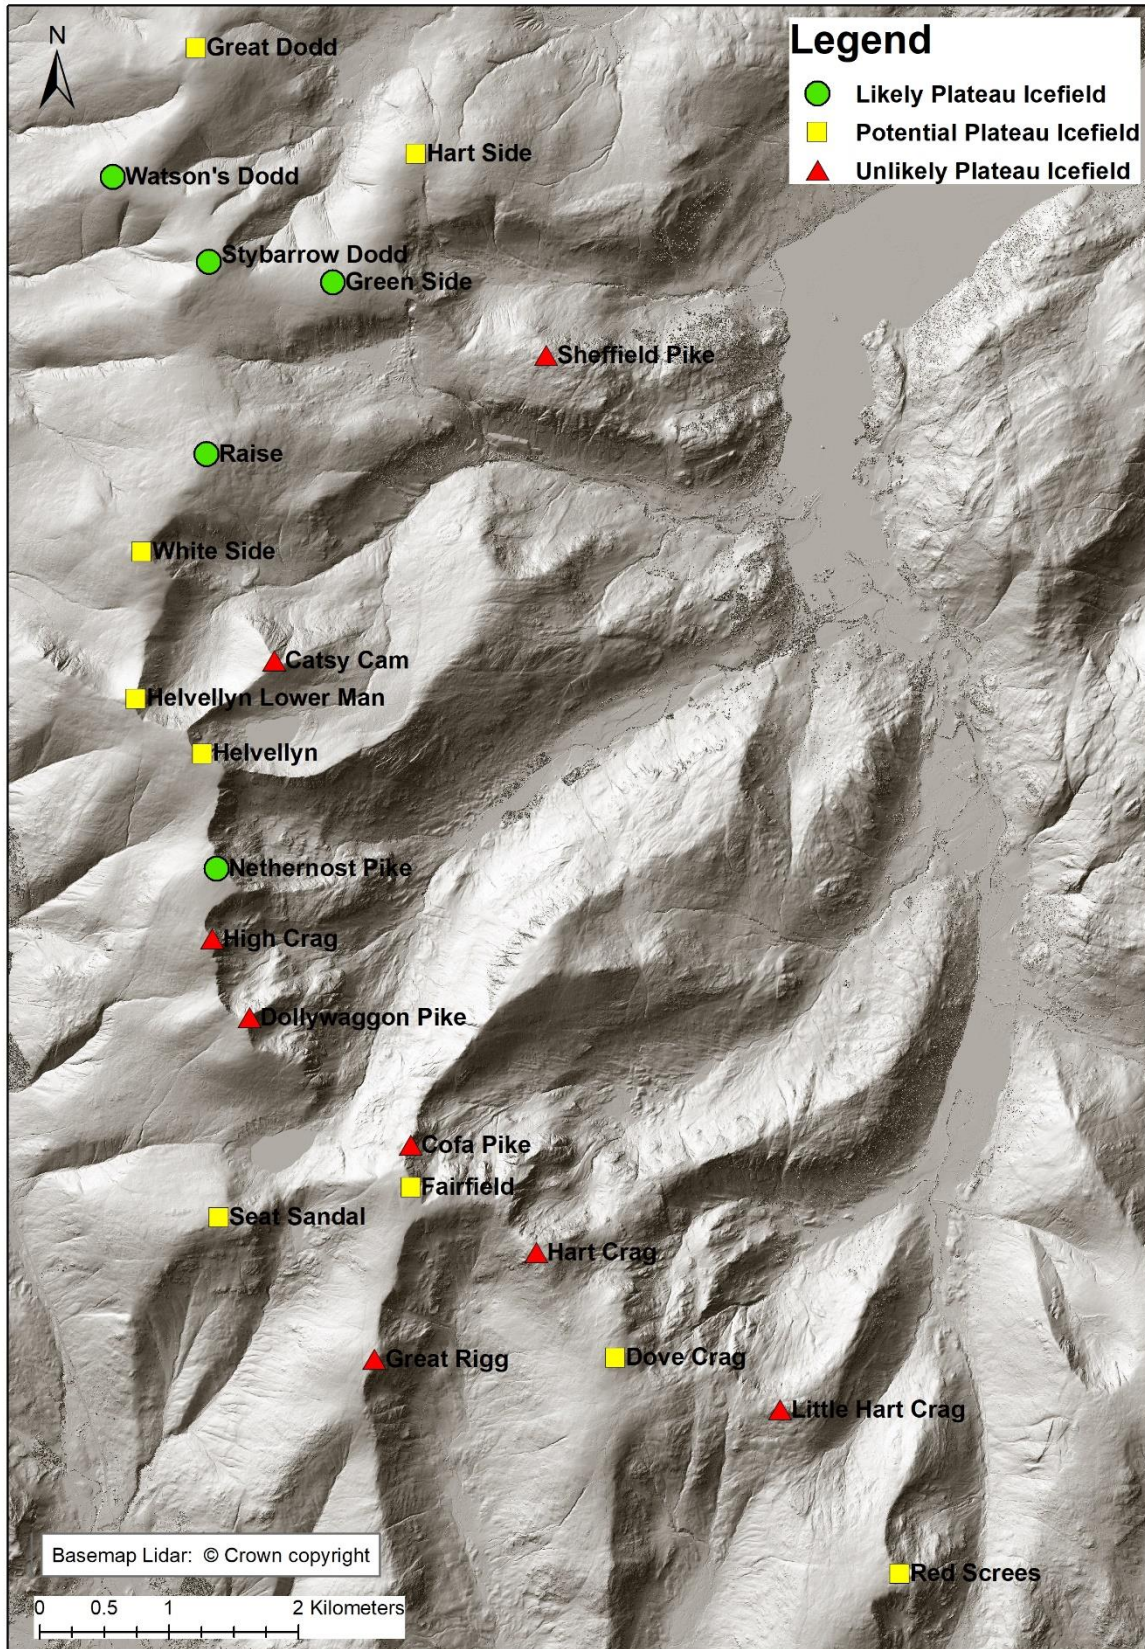 N
Great Dodd
Legend
Likely Plateau Icefield
Potential Plateau Icefield
Unlikely Plateau Icefield
Hart Side
Watson's Dodd
Stybarrow Dodd
Green Side
Sheffield Pike
Raise
White Side
Catsy Cam
Helvellyn Lower Man
Helvellyn
Nethernost Pike
High Crag
Dollywaggon Pike
Cofa Pike
Fairfield
Seat Sandal
Hart Crag
Great Rigg
Dove Crag
Little Hart Crag
Red Screes
Basemap Lidar: © Crown copyright
0 0.5 1 2 Kilometers